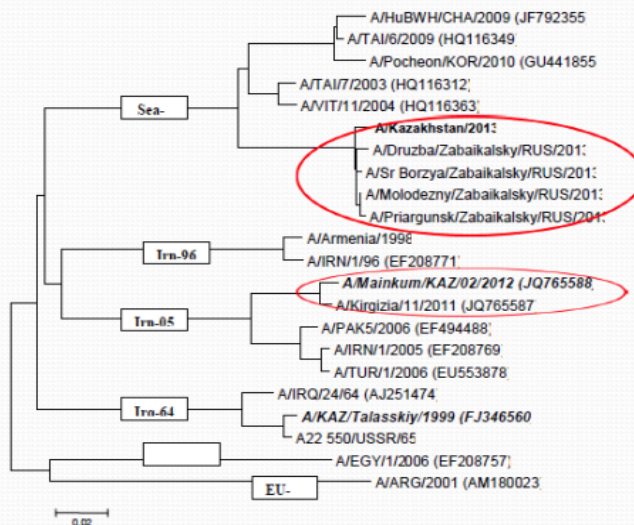 A/HuBWH/CHA/2009 (JF792355
A/TAI/6/2009 (HQ116349)
A/Pocheon/KOR/2010 (GU441855
A/TAI/7/2003 (HQ116312)
Sea-
A/VIT/11/2004 (HQ116363)
A/Kazakhstan/2013
A/Druzba/Zabaikalsky/RUS/2013
A/Sr Borzya/Zabaikalsky/RUS/2013
A/Molodezny/Zabaikalsky/RUS/2013
A/Priargunsk/Zabaikalsky/RUS/2013
A/Armenia/1998
Irn-96
A/IRN/1/96 (EF208771)
A/Mainkum/KAZ/02/2012 (JQ765588)
A/Kirgizia/11/2011 (JQ765587)
Irn-05
A/PAK5/2006 (EF494488)
A/IRN/1/2005 (EF208769)
A/TUR/1/2006 (EU553878)
A/IRQ/24/64 (AJ251474)
Irq-64
A/KAZ/Talasskiy/1999 (FJ346560
A22 550/USSR/65
A/EGY/1/2006 (EF208757)
EU-
A/ARG/2001 (AM180023)
0.02